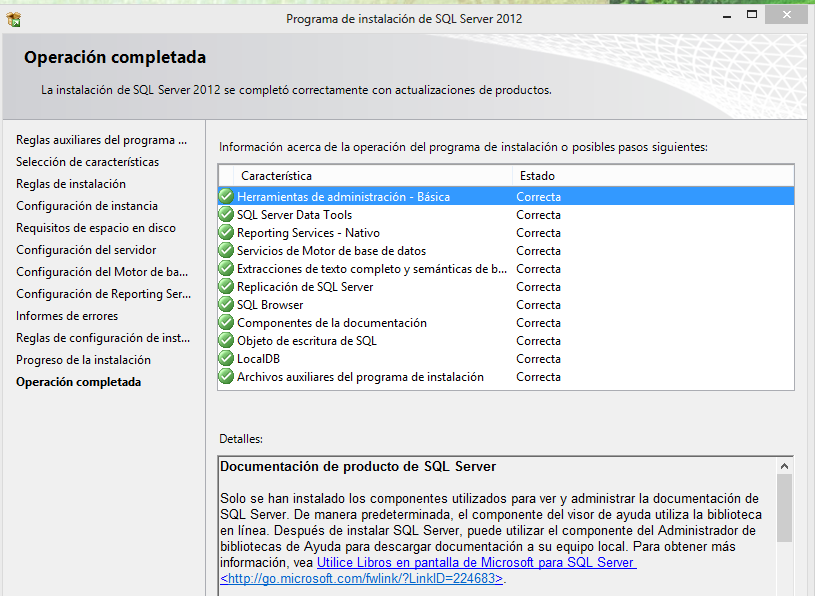 Programa de instalación de SQL Server 2012
Operación completada
La instalación de SQL Server 2012 se completó correctamente con actualizaciones de productos.
Reglas auxiliares del programa ...
Selección de características
Reglas de instalación
Configuración de instancia
Requisitos de espacio en disco
Configuración del servidor
Configuración del Motor de ba...
Configuración de Reporting Ser...
Informes de errores
Reglas de configuración de inst...
Progreso de la instalación
Operación completada
Información acerca de la operación del programa de instalación o posibles pasos siguientes:
Característica Estado
Herramientas de administración - Básica Correcta
SQL Server Data Tools Correcta
Reporting Services - Nativo Correcta
Servicios de Motor de base de datos Correcta
Extracciones de texto completo y semánticas de b... Correcta
Replicación de SQL Server Correcta
SQL Browser Correcta
Componentes de la documentación Correcta
Objeto de escritura de SQL Correcta
LocalDB Correcta
Archivos auxiliares del programa de instalación Correcta
Detalles:
Documentación de producto de SQL Server
Solo se han instalado los componentes utilizados para ver y administrar la documentación de
SQL Server. De manera predeterminada, el componente del visor de ayuda utiliza la biblioteca
en línea. Después de instalar SQL Server, puede utilizar el componente del Administrador de
bibliotecas de Ayuda para descargar documentación a su equipo local. Para obtener más
información, vea Utilice Libros en pantalla de Microsoft para SQL Server
<http://go.microsoft.com/fwlink/?LinkID=224683>.